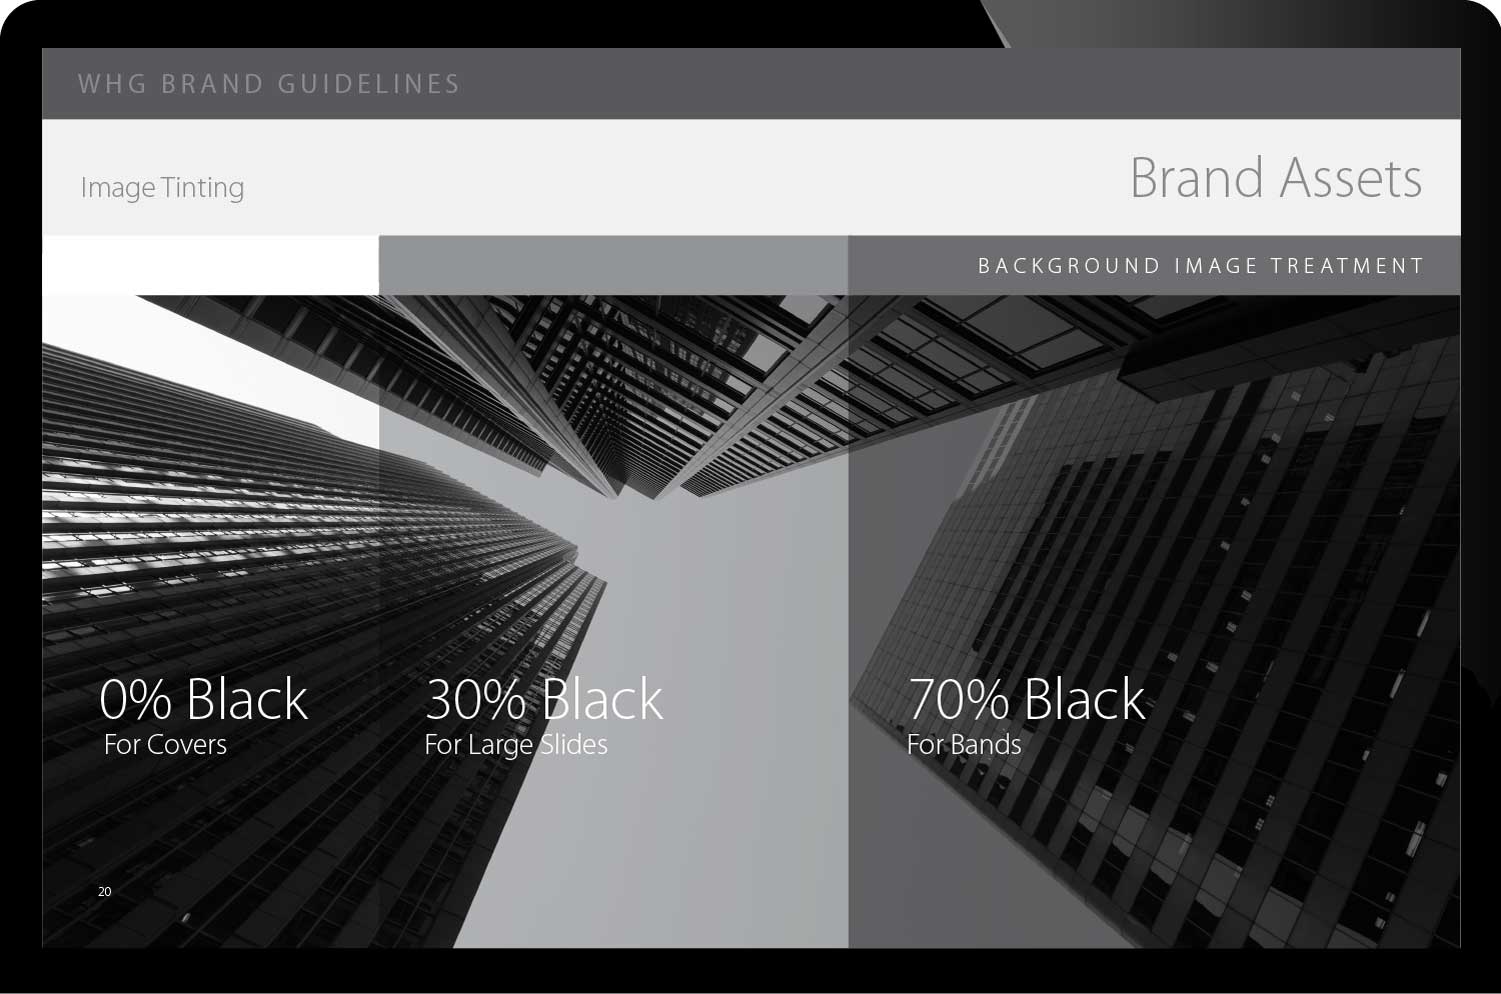 WHG BRAND GUIDELINES
Image Tinting
Brand Assets
BACKGROUND IMAGE TREATMENT
0% Black
For Covers
30% Black
For Large Slides
70% Black
For Bands
20